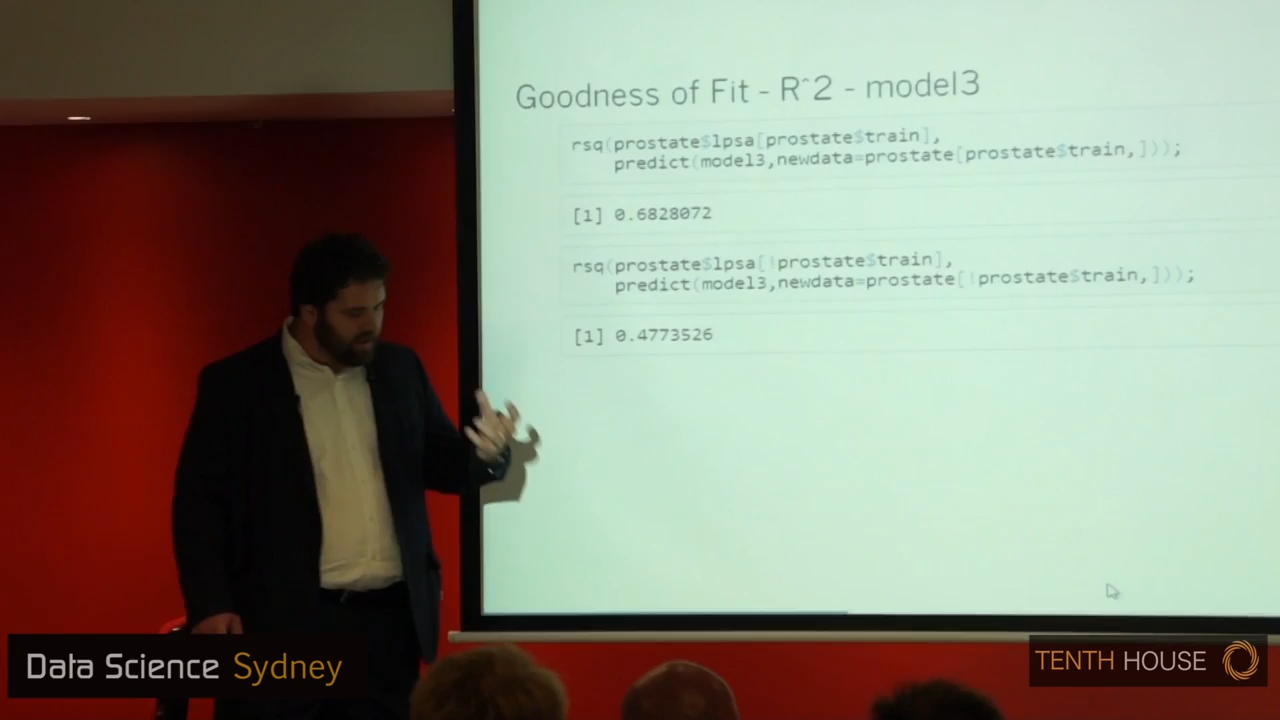 Goodness of Fit - R^2 - model3
rsq(prostate$lpsa[prostate$train],
predict(model3,newdata=prostate[prostate$train,]));
[1] 0.6828072
rsq(prostate$lpsa[!prostate$train],
predict(model3,newdata=prostate[!prostate$train,]));
[1] 0.4773526
Data Science Sydney
TENTH HOUSE